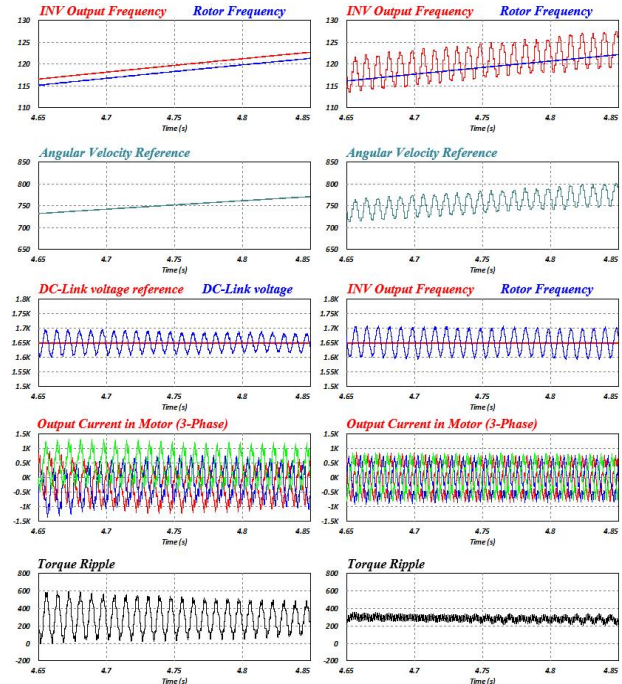 INV Output Frequency Rotor Frequency
130
125
120
115
110
4.65 4.7 4.75 4.8 4.85
Time (s)
INV Output Frequency Rotor Frequency
130
125
120
115
110
4.65 4.7 4.75 4.8 4.85
Time (s)
Angular Velocity Reference
850
800
750
700
650
4.65 4.7 4.75 4.8 4.85
Time (s)
Angular Velocity Reference
850
800
750
700
650
4.65 4.7 4.75 4.8 4.85
Time (s)
DC-Link voltage reference DC-Link voltage
1.8K
1.75K
1.7K
1.65K
1.6K
1.55K
1.5K
4.65 4.7 4.75 4.8 4.85
Time (s)
INV Output Frequency Rotor Frequency
1.8K
1.75K
1.7K
1.65K
1.6K
1.55K
1.5K
4.65 4.7 4.75 4.8 4.85
Time (s)
Output Current in Motor (3-Phase)
1.5K
1K
0.5K
0K
-0.5K
-1K
-1.5K
4.65 4.7 4.75 4.8 4.85
Time (s)
Output Current in Motor (3-Phase)
1.5K
1K
0.5K
0K
-0.5K
-1K
-1.5K
4.65 4.7 4.75 4.8 4.85
Time (s)
Torque Ripple
800
600
400
200
0
-200
4.65 4.7 4.75 4.8 4.85
Time (s)
Torque Ripple
800
600
400
200
0
-200
4.65 4.7 4.75 4.8 4.85
Time (s)